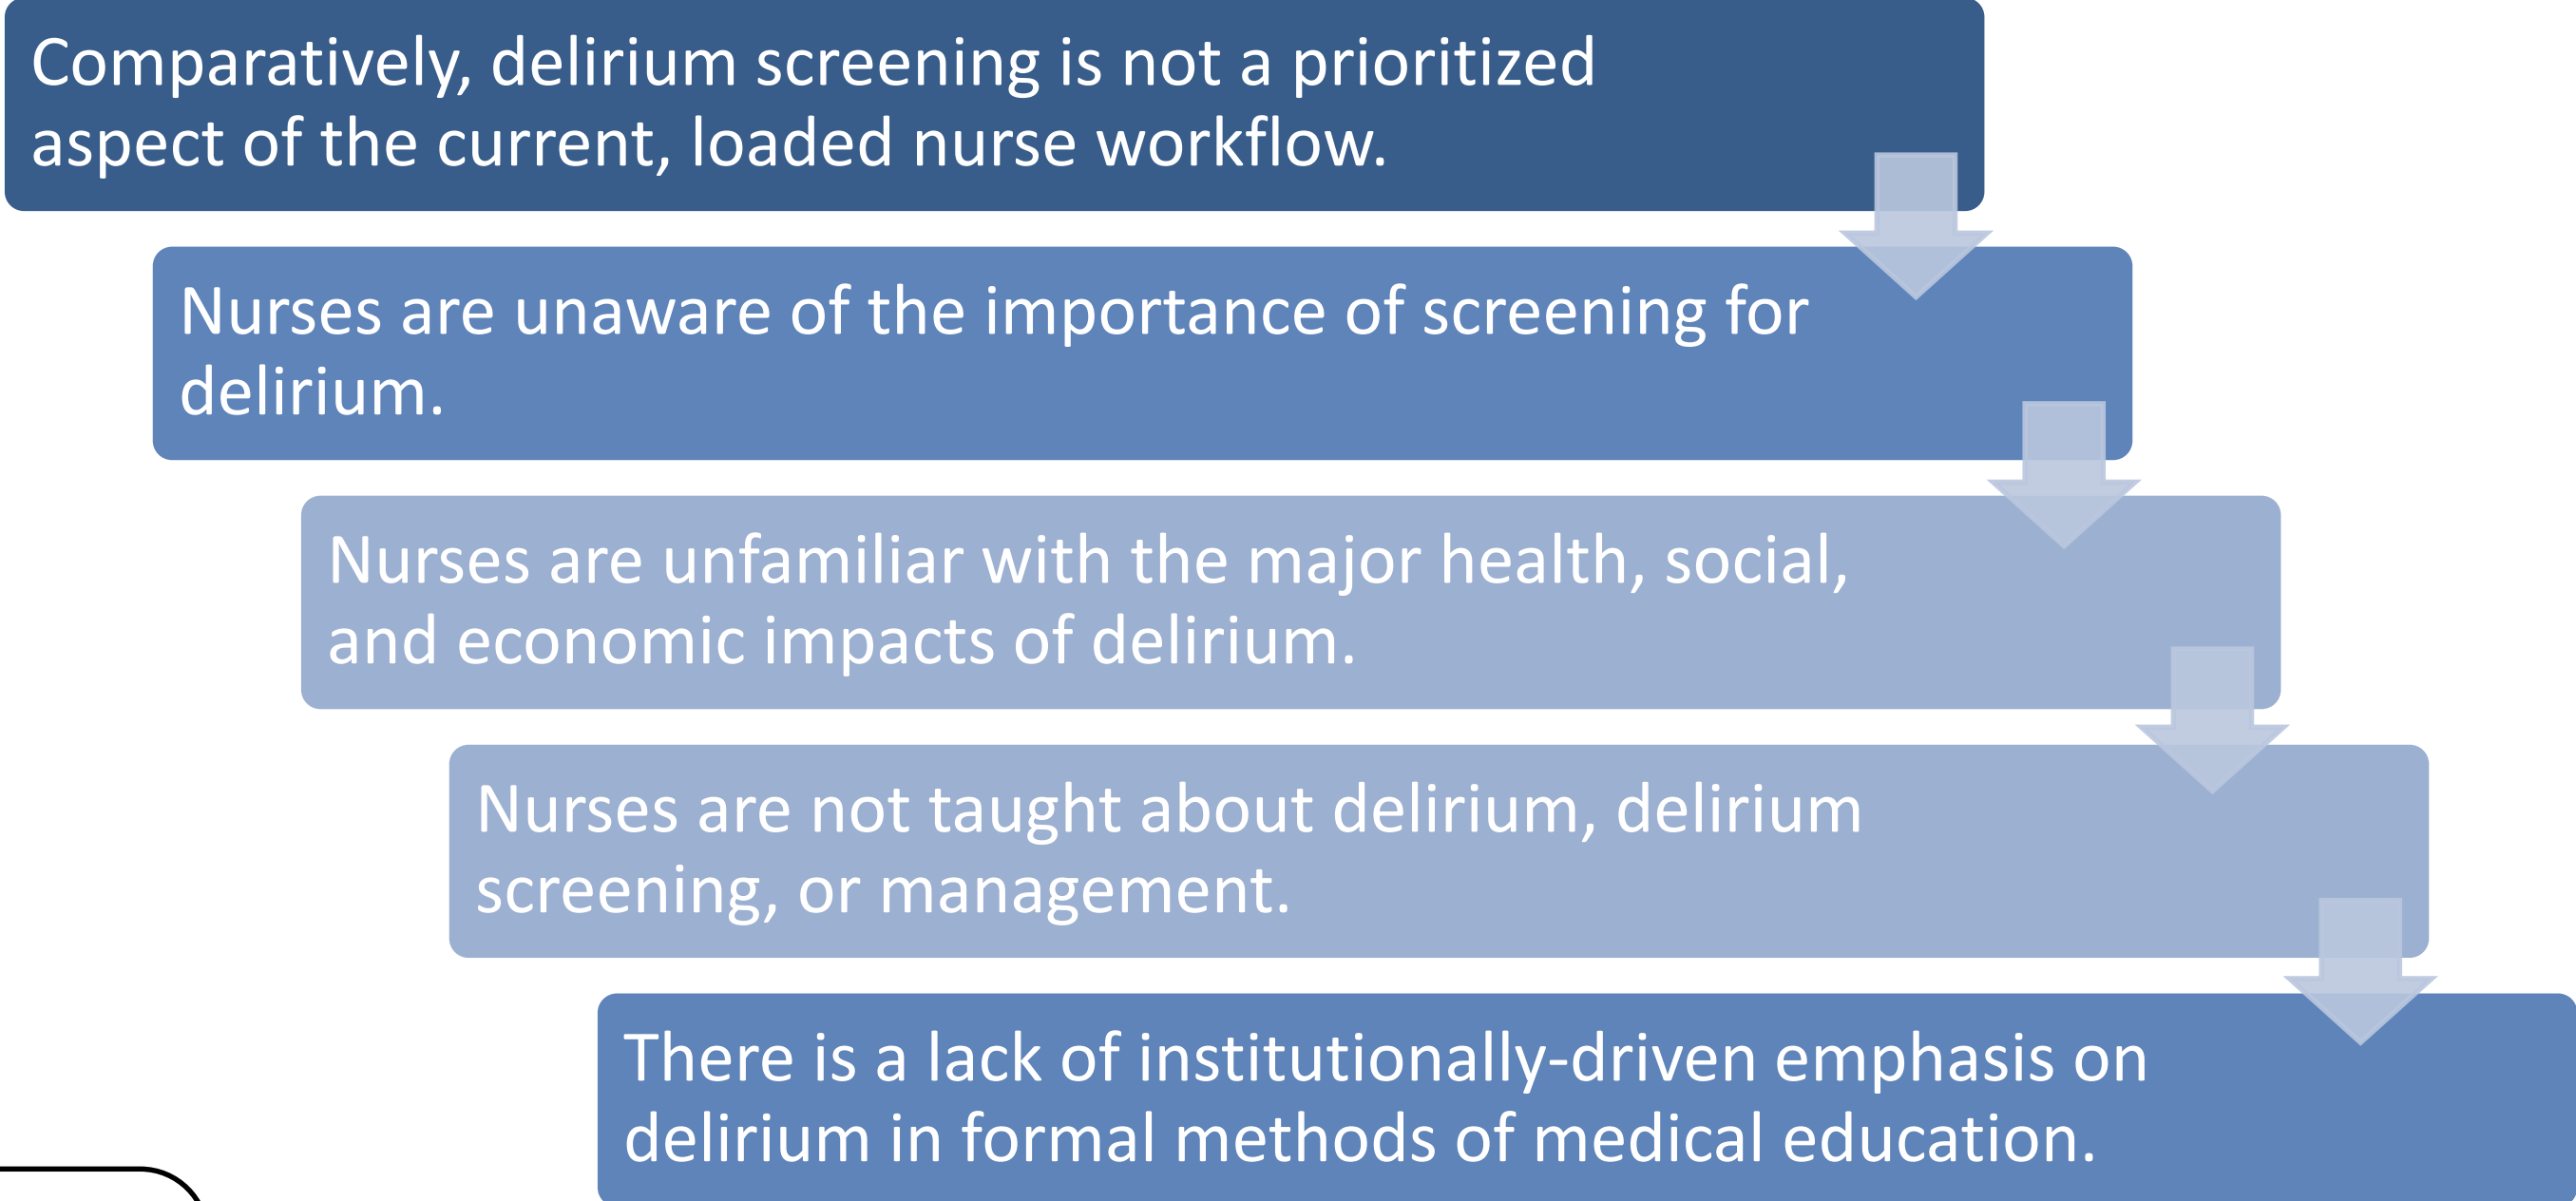 Comparatively, delirium screening is not a prioritized
aspect of the current, loaded nurse workflow.
Nurses are unaware of the importance of screening for
delirium.
Nurses are unfamiliar with the major health, social,
and economic impacts of delirium.
Nurses are not taught about delirium, delirium
screening, or management.
There is a lack of institutionally-driven emphasis on
delirium in formal methods of medical education.